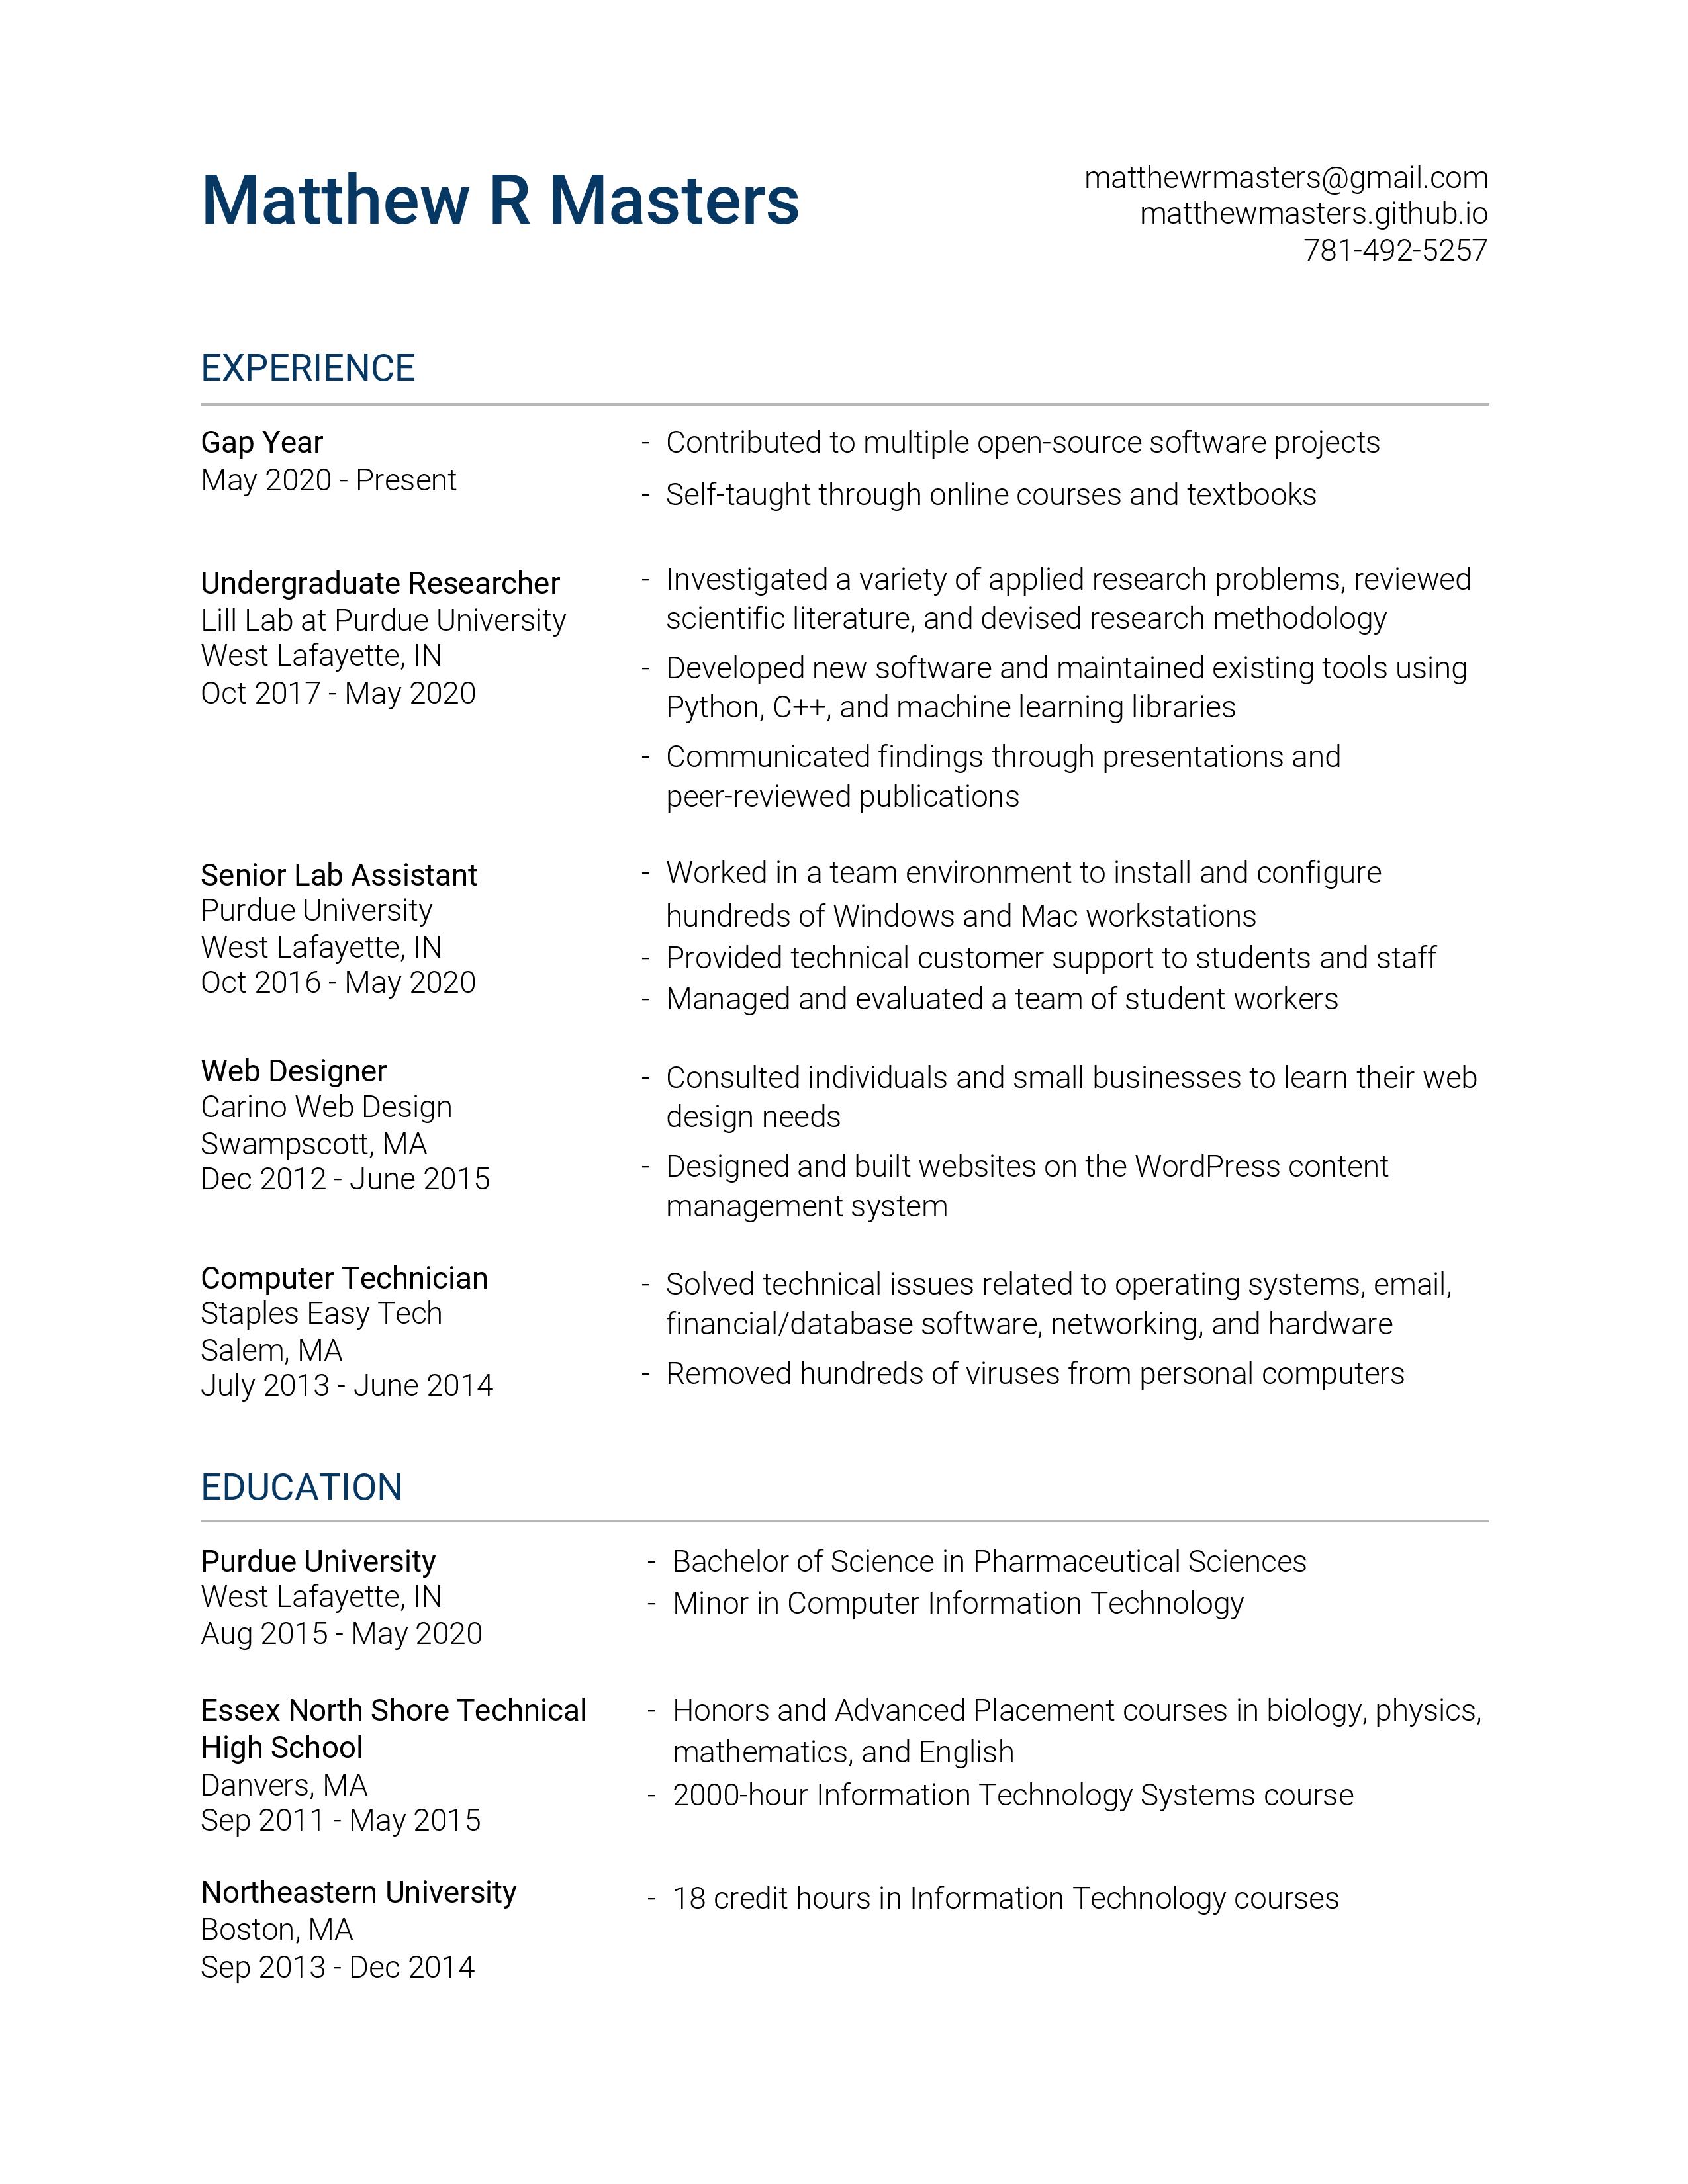 Matthew R Masters
matthewrmasters@gmail.com
matthewmasters.github.io
781-492-5257
EXPERIENCE
Gap Year
May 2020 - Present
- Contributed to multiple open-source software projects
- Self-taught through online courses and textbooks
Undergraduate Researcher
Lill Lab at Purdue University
West Lafayette, IN
Oct 2017 - May 2020
- Investigated a variety of applied research problems, reviewed
scientific literature, and devised research methodology
- Developed new software and maintained existing tools using
Python, C++, and machine learning libraries
- Communicated findings through presentations and
peer-reviewed publications
Senior Lab Assistant
Purdue University
West Lafayette, IN
Oct 2016 - May 2020
- Worked in a team environment to install and configure
hundreds of Windows and Mac workstations
- Provided technical customer support to students and staff
- Managed and evaluated a team of student workers
Web Designer
Carino Web Design
Swampscott, MA
Dec 2012 - June 2015
- Consulted individuals and small businesses to learn their web
design needs
- Designed and built websites on the WordPress content
management system
Computer Technician
Staples Easy Tech
Salem, MA
July 2013 - June 2014
- Solved technical issues related to operating systems, email,
financial/database software, networking, and hardware
- Removed hundreds of viruses from personal computers
EDUCATION
Purdue University
West Lafayette, IN
Aug 2015 - May 2020
- Bachelor of Science in Pharmaceutical Sciences
- Minor in Computer Information Technology
Essex North Shore Technical
High School
Danvers, MA
Sep 2011 - May 2015
- Honors and Advanced Placement courses in biology, physics,
mathematics, and English
- 2000-hour Information Technology Systems course
Northeastern University
Boston, MA
Sep 2013 - Dec 2014
- 18 credit hours in Information Technology courses